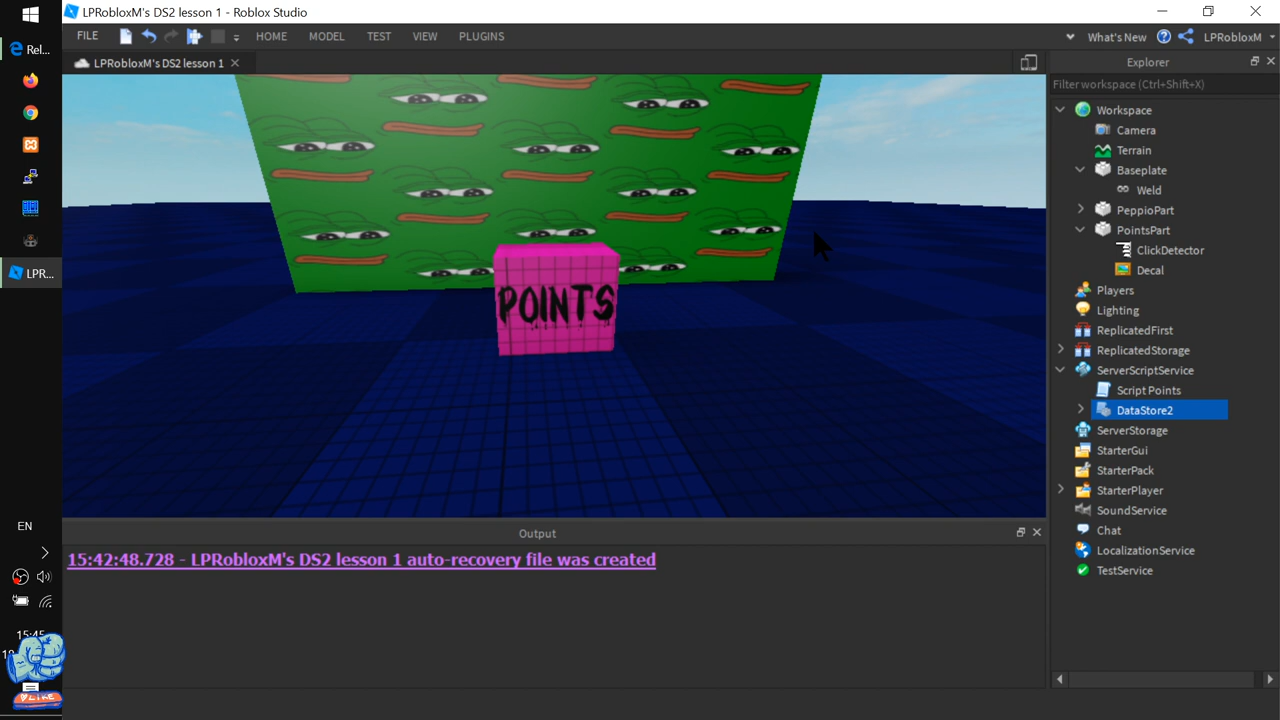 LPRobloxM's DS2 lesson 1 - Roblox Studio
Rel...
FILE
HOME
MODEL
TEST
VIEW
PLUGINS
What's New
LPRobloxM
LPRobloxM's DS2 lesson 1
Explorer
Filter workspace (Ctrl+Shift+X)
Workspace
Camera
Terrain
Baseplate
Weld
PeppioPart
PointsPart
ClickDetector
Decal
Players
Lighting
ReplicatedFirst
ReplicatedStorage
ServerScriptService
Script Points
DataStore2
ServerStorage
StarterGui
StarterPack
StarterPlayer
SoundService
Chat
LocalizationService
TestService
POINTS
LPR...
Output
15:42:48.728 - LPRobloxM's DS2 lesson 1 auto-recovery file was created
EN
15:45
LIKE